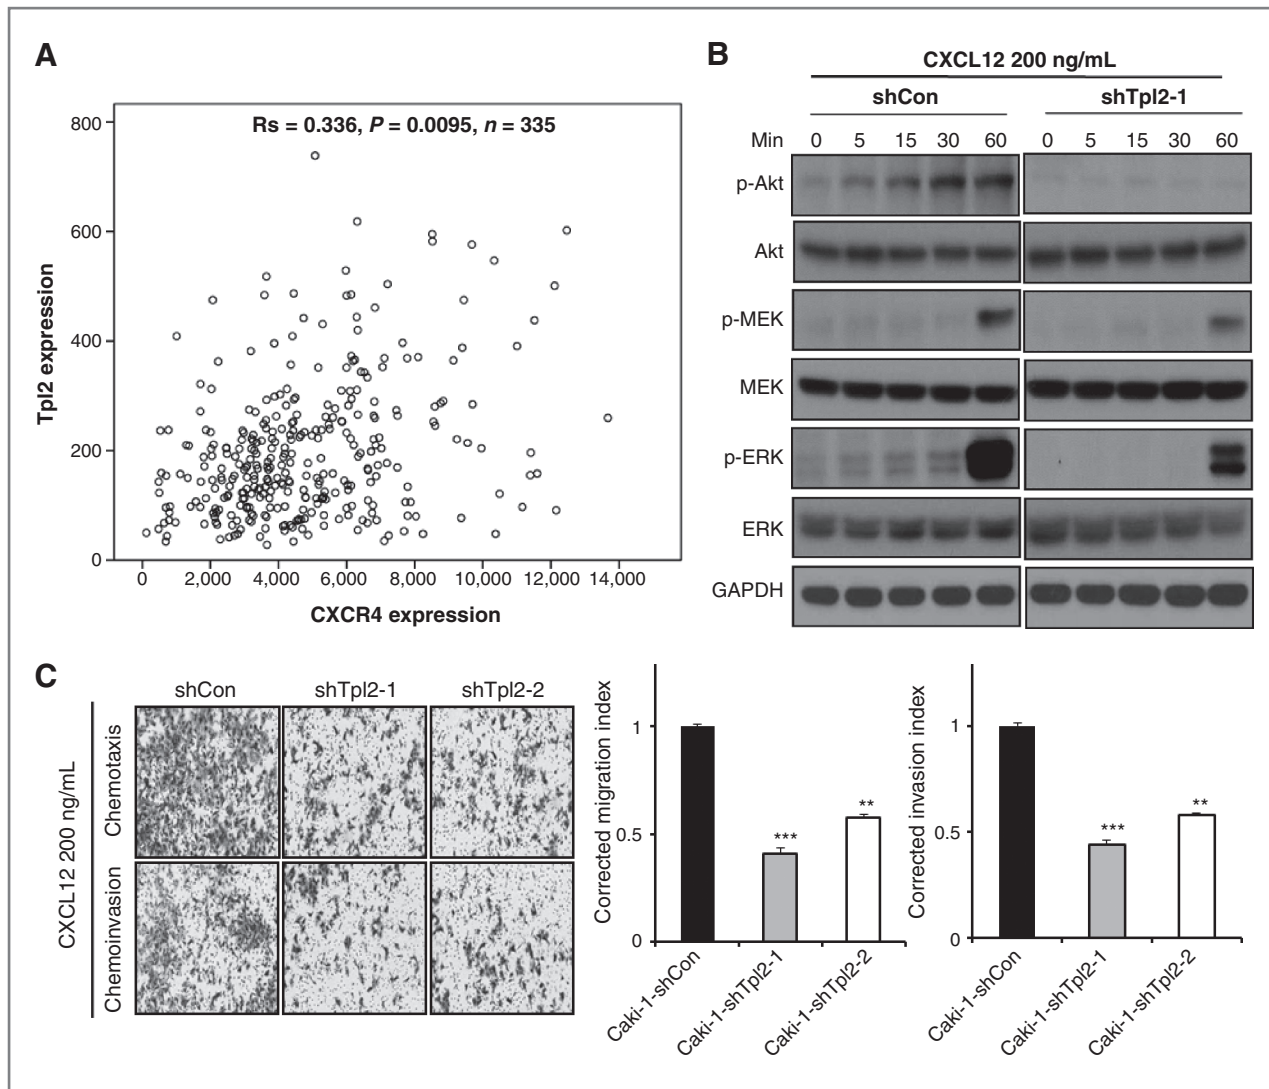 A
Rs = 0.336, P = 0.0095, n = 335
800
600
400
200
0
Tpl2 expression
0 2,000 4,000 6,000 8,000 10,000 12,000 14,000
CXCR4 expression
B
CXCL12 200 ng/mL
shCon shTpl2-1
Min 0 5 15 30 60 0 5 15 30 60
p-Akt
Akt
p-MEK
MEK
p-ERK
ERK
GAPDH
C
shCon shTpl2-1 shTpl2-2
CXCL12 200 ng/mL
Chemotaxis
Chemoinvasion
Corrected migration index
1
0.5
0
***
**
Caki-1-shCon
Caki-1-shTpl2-1
Caki-1-shTpl2-2
Corrected invasion index
1
0.5
0
***
**
Caki-1-shCon
Caki-1-shTpl2-1
Caki-1-shTpl2-2